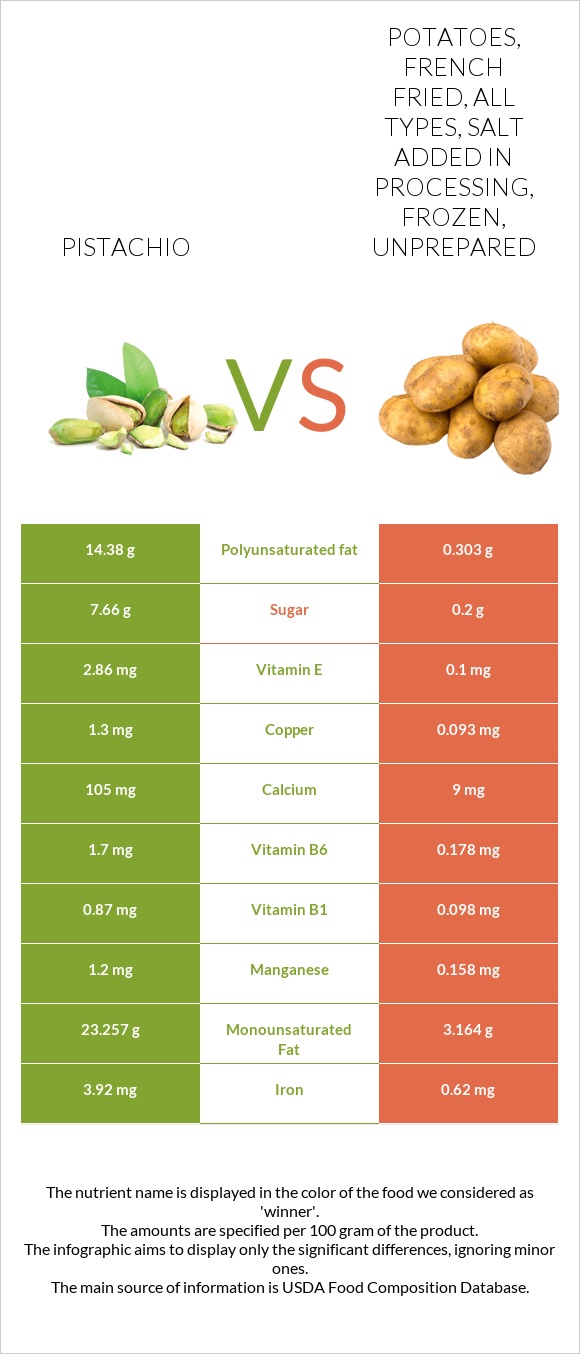 POTATOES,
FRENCH
FRIED, ALL
TYPES, SALT
ADDED IN
PROCESSING,
FROZEN,
PISTACHIO UNPREPARED
VS
14.38 g Polyunsaturated fat 0.303 g
7.66 g Sugar 0.2 g
2.86 mg Vitamin E 0.1 mg
1.3 mg Copper 0.093 mg
105 mg Calcium 9 mg
1.7 mg Vitamin B6 0.178 mg
0.87 mg Vitamin B1 0.098 mg
1.2 mg Manganese 0.158 mg
23.257 g Monounsaturated 3.164 g
Fat
3.92 mg Iron 0.62 mg
The nutrient name is displayed in the color of the food we considered as
'winner'.
The amounts are specified per 100 gram of the product.
The infographic aims to display only the significant differences, ignoring minor
ones.
The main source of information is USDA Food Composition Database.